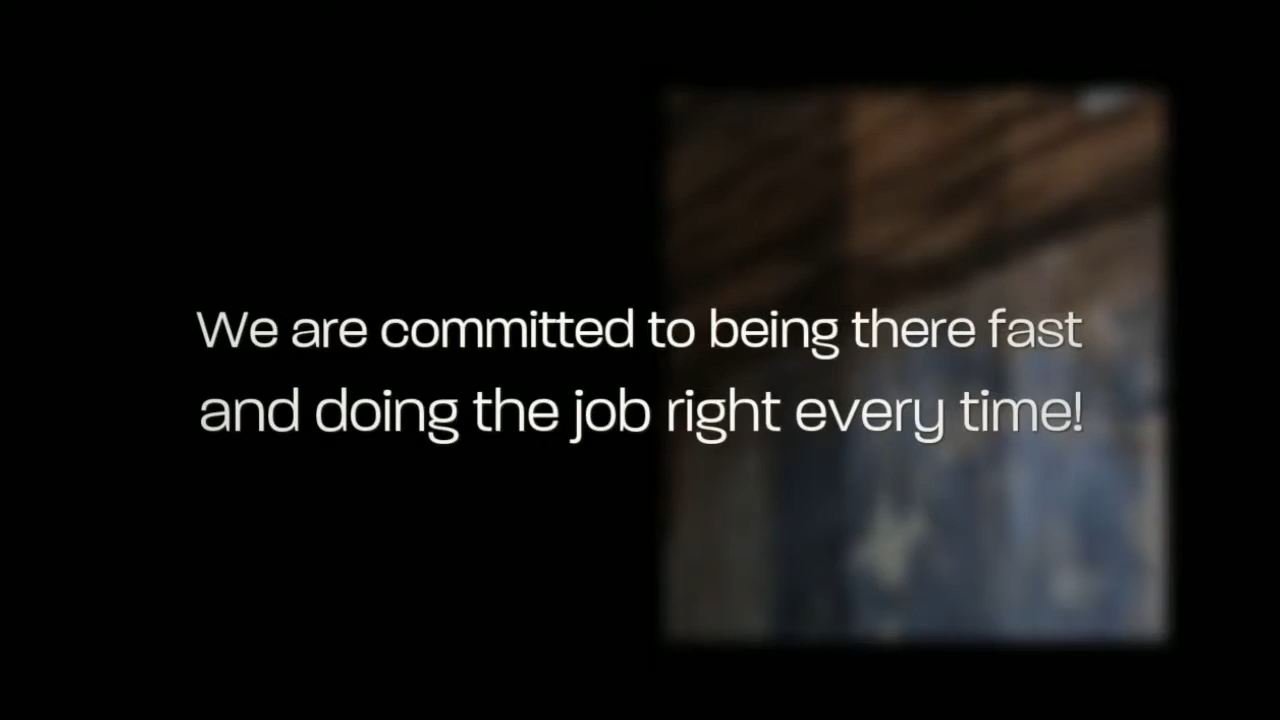 We are committed to being there fast
and doing the job right every time!